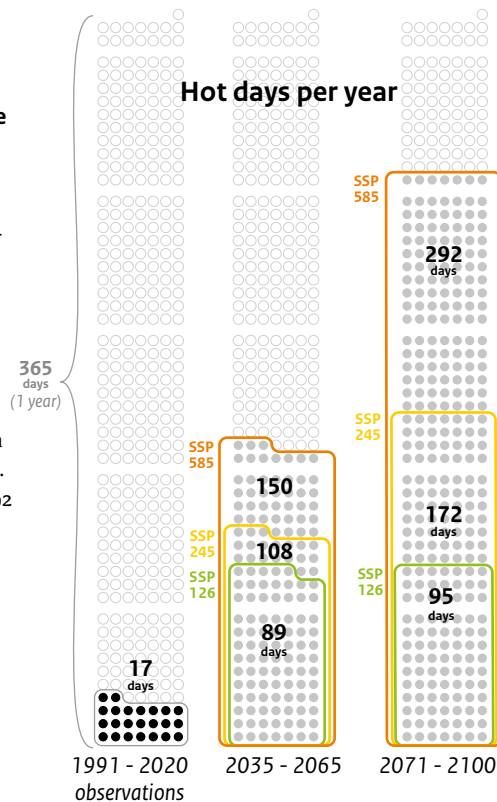 Hot days per year
e
365
days
(1 year)
.
02
17
days
1991 - 2020
observations
SSP
585
150
SSP
245
108
SSP
126
89
days
2035 - 2065
SSP
585
292
days
SSP
245
172
days
SSP
126
95
days
2071 - 2100